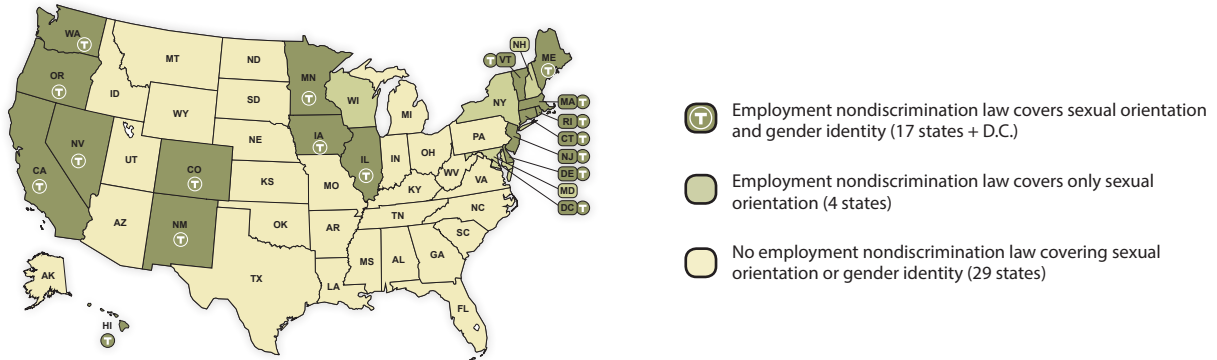 WA
T
MT
ND
MN
T
NH
T VT
ME
T
OR
T
ID
SD
WI
NY
MA T
WY
MI
RI T
CT T
NV
T
NE
IA
T
PA
NJ T
CA
T
UT
CO
T
IL
T
IN
OH
DE T
MD
DC T
KS
MO
WV
VA
KY
AZ
NM
T
OK
AR
TN
NC
SC
TX
LA
MS
AL
GA
AK
FL
HI
T
T Employment nondiscrimination law covers sexual orientation
and gender identity (17 states + D.C.)
Employment nondiscrimination law covers only sexual
orientation (4 states)
No employment nondiscrimination law covering sexual
orientation or gender identity (29 states)